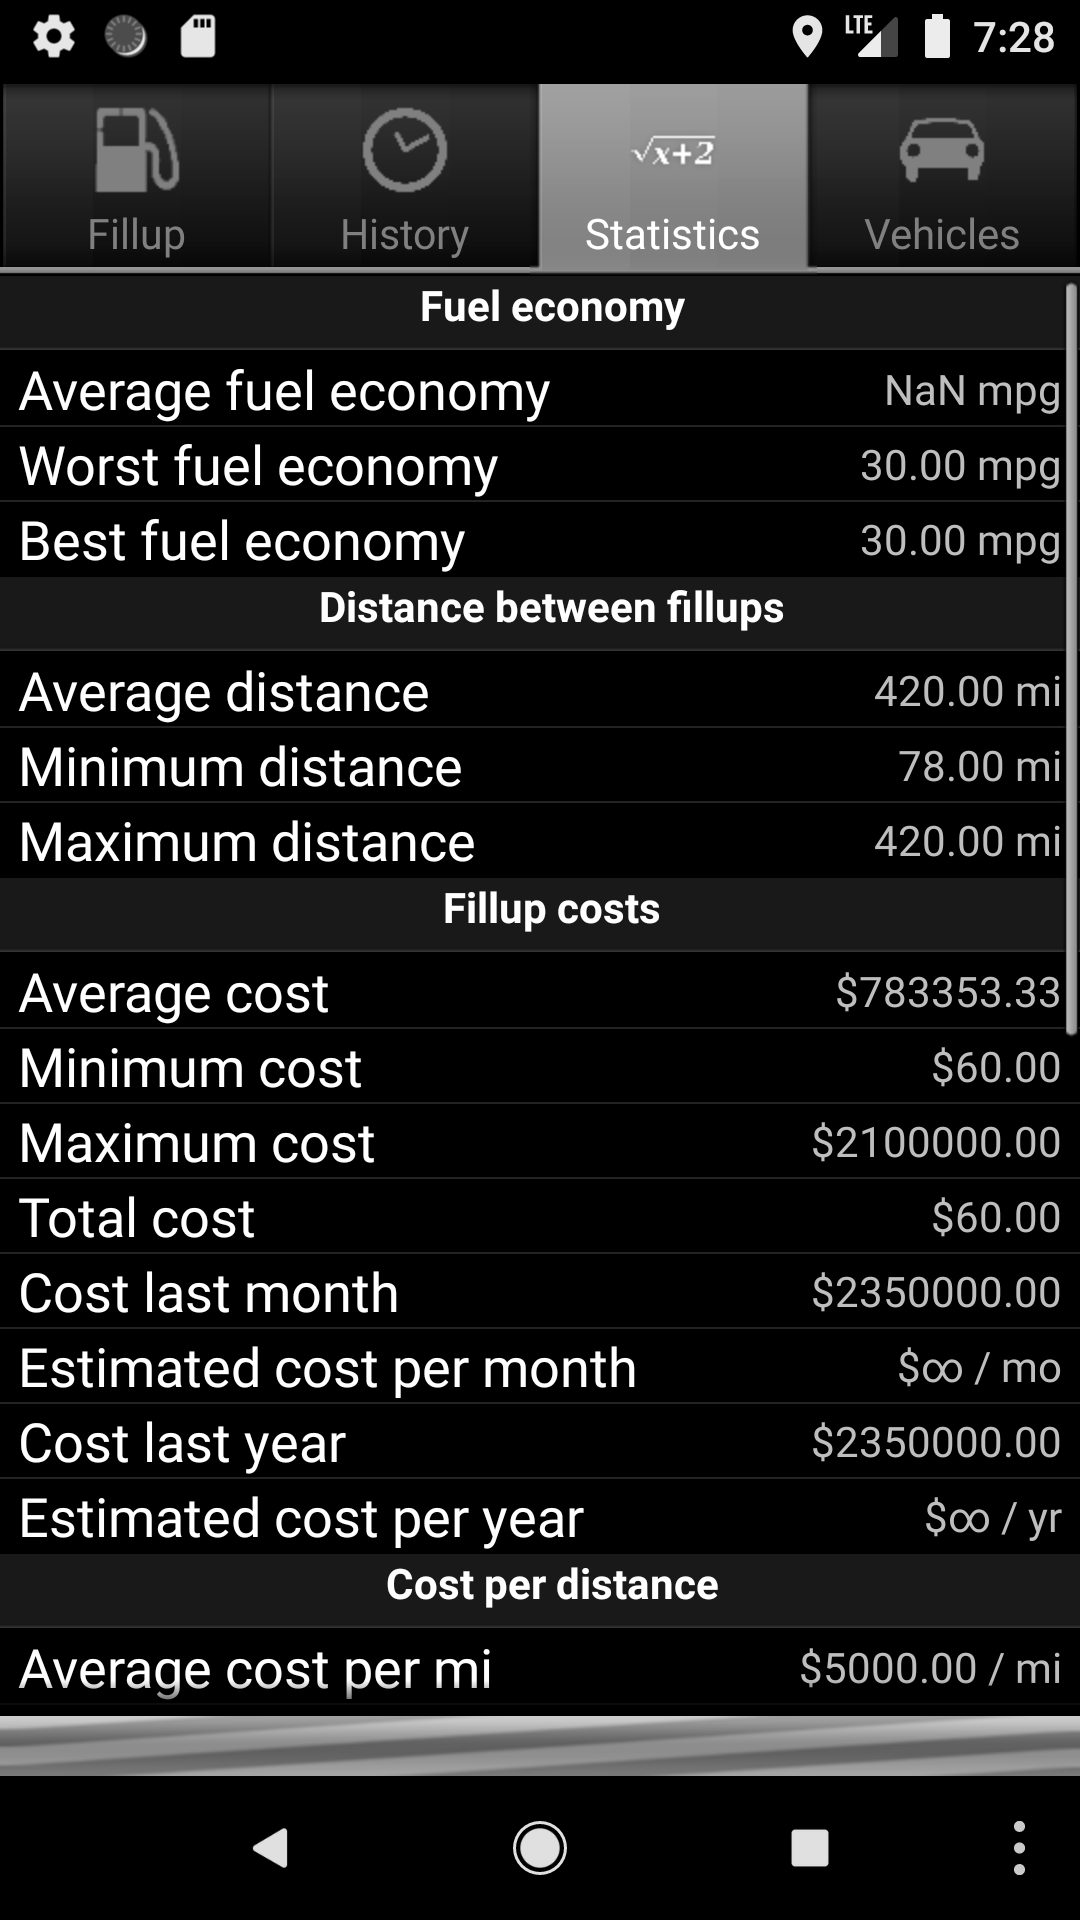 LTE 7:28
√x+2
Fillup History Statistics Vehicles
Fuel economy
Average fuel economy NaN mpg
Worst fuel economy 30.00 mpg
Best fuel economy 30.00 mpg
Distance between fillups
Average distance 420.00 mi
Minimum distance 78.00 mi
Maximum distance 420.00 mi
Fillup costs
Average cost $783353.33
Minimum cost $60.00
Maximum cost $2100000.00
Total cost $60.00
Cost last month $2350000.00
Estimated cost per month $∞ / mo
Cost last year $2350000.00
Estimated cost per year $∞ / yr
Cost per distance
Average cost per mi $5000.00 / mi